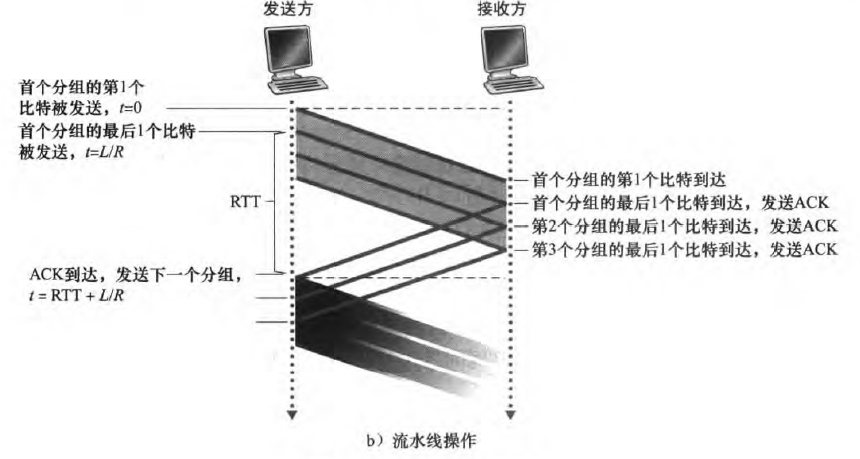 发送方
接收方
首个分组的第1个
比特被发送，t=0
首个分组的最后1个比特
被发送，t=L/R
RTT
ACK到达，发送下一个分组，
t = RTT + L/R
首个分组的第1个比特到达
首个分组的最后1个比特到达，发送ACK
第2个分组的最后1个比特到达，发送ACK
第3个分组的最后1个比特到达，发送ACK
b）流水线操作